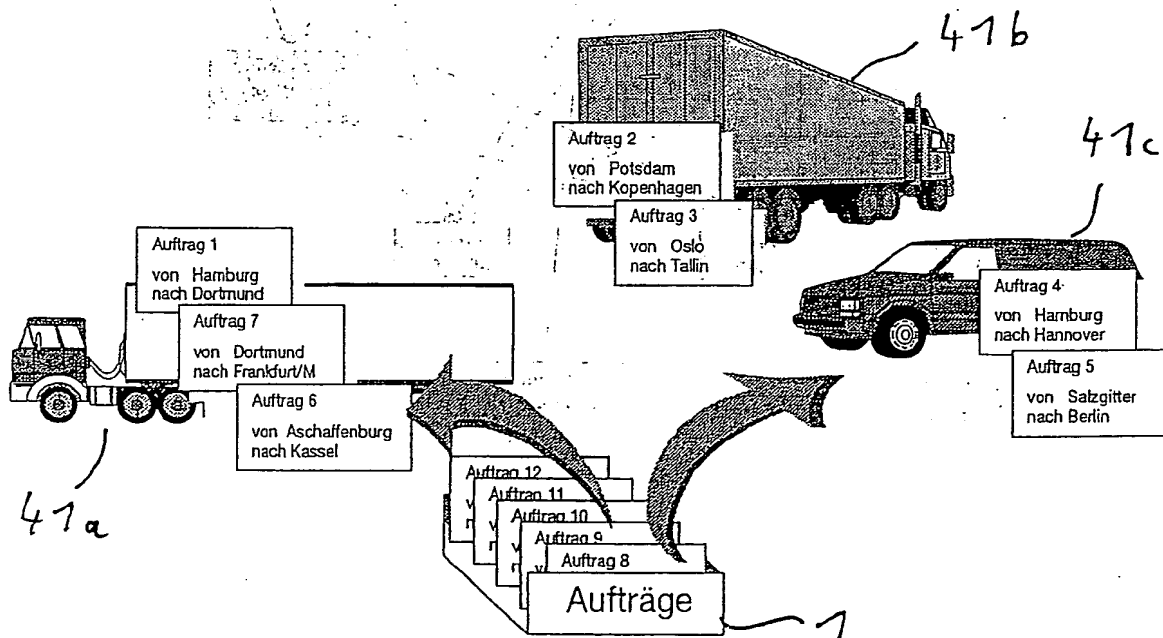 41b
Auftrag 2
von Potsdam
nach Kopenhagen
41c
Auftrag 3
von Oslo
nach Tallin
Auftrag 1
von Hamburg
nach Dortmund
Auftrag 4
von Hamburg
nach Hannover
Auftrag 7
von Dortmund
nach Frankfurt/M
Auftrag 5
von Salzgitter
nach Berlin
Auftrag 6
von Aschaffenburg
nach Kassel
41a
Auftrag 12
Auftrag 11
Auftrag 10
Auftrag 9
Auftrag 8
Aufträge
1